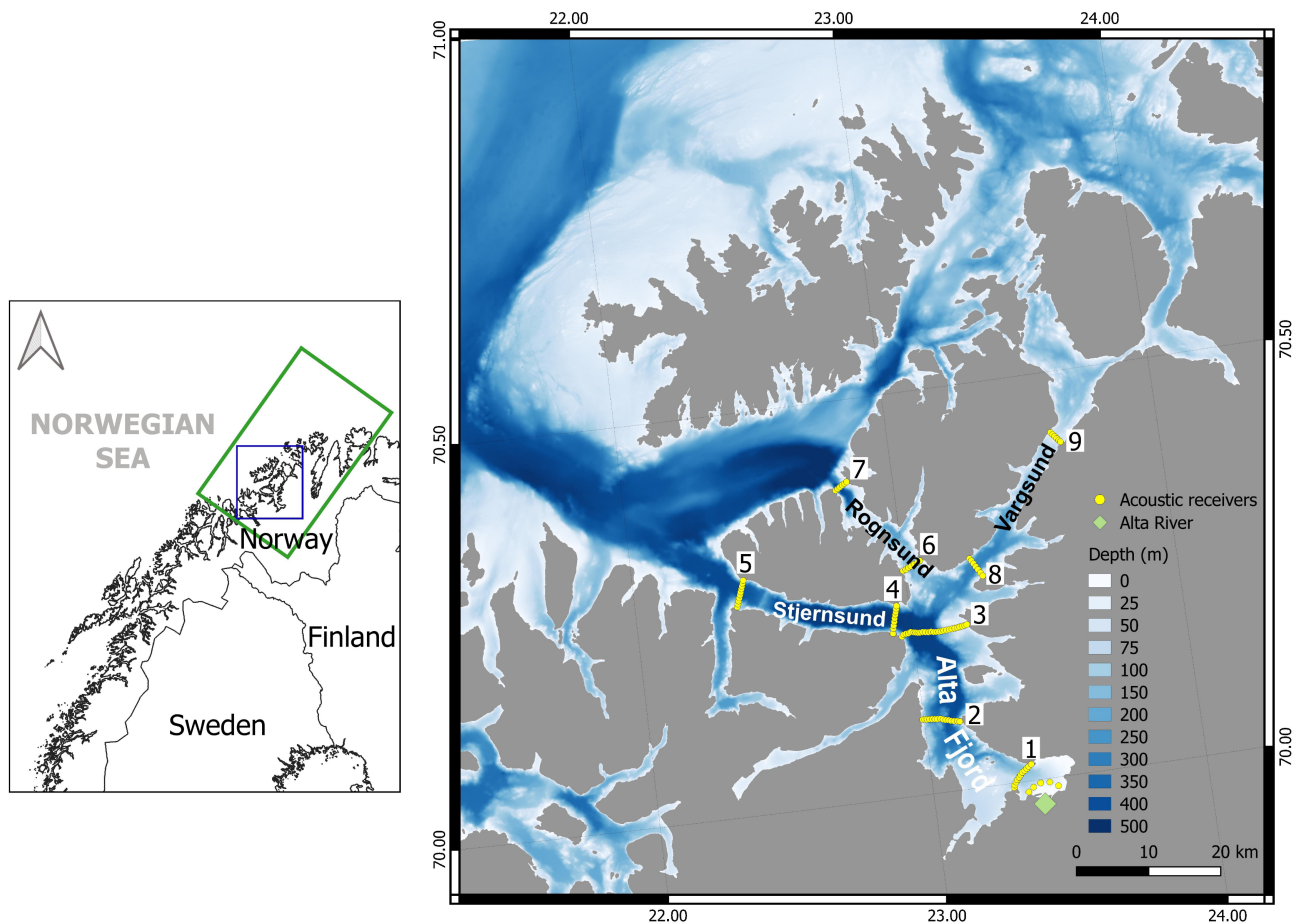 22.00
23.00
24.00
71.00
70.50
70.00
70.50
70.00
22.00
23.00
24.00
NORWEGIAN
SEA
Norway
Finland
Sweden
7
Rognsund
6
9
Vargsund
8
5
4
Stjernsund
3
Alta
2
Fjord
1
Acoustic receivers
Alta River
Depth (m)
0
25
50
75
100
150
200
250
300
350
400
500
0 10 20 km